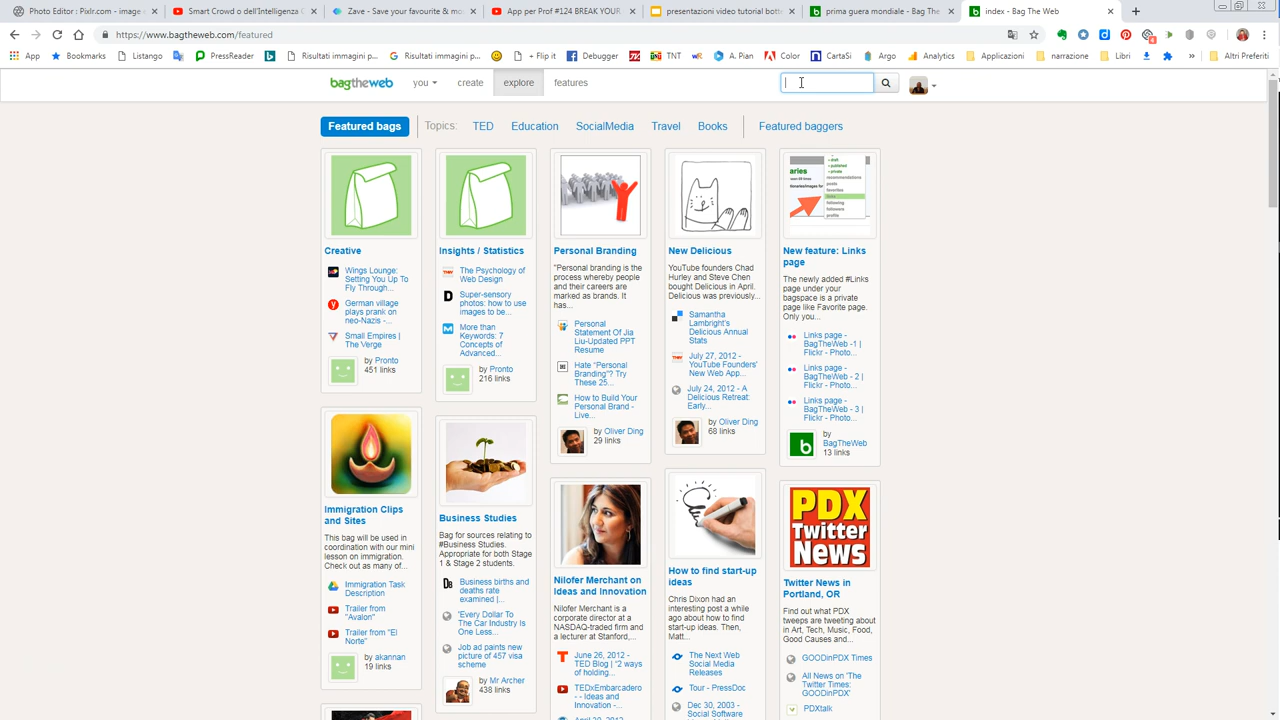 Photo Editor : Pixlr.com - image
Smart Crowd o dell'Intelligenza C
Zave - Save your favourite & mo
App per Prof #124 BREAK YOUR
presentazioni video tutorial bott
prima guerra mondiale - Bag The
index - Bag The Web
https://www.bagtheweb.com/featured
App
Bookmarks
Listango
PressReader
Risultati immagini p
Risultati immagini p
+ Flip it
Debugger
TNT
A. Pian
Color
CartaSi
Argo
Analytics
narrazione
Libri
Altri Preferiti
bagtheweb
you
create
explore
features
Featured bags
Topics:
TED
Education
SocialMedia
Travel
Books
Featured baggers
Creative
Wings Lounge:
Setting You Up To
Fly Through...
German village
plays prank on
neo-Nazis -...
Small Empires |
The Verge
by Pronto
451 links
Insights / Statistics
The Psychology of
Web Design
Super-sensory
photos: how to use
images to be...
More than
Keywords: 7
Concepts of
Advanced...
by Pronto
216 links
Personal Branding
"Personal branding is the
process whereby people
and their careers are
marked as brands. It
has...
Personal
Statement Of Jia
Liu-Updated PPT
Resume
Hate "Personal
Branding"? Try
These 25...
How to Build Your
Personal Brand -
Live...
by Oliver Ding
29 links
New Delicious
YouTube founders Chad
Hurley and Steve Chen
bought Delicious in April.
Delicious was previously...
Samantha
Lambright's
Delicious Annual
Stats
July 27, 2012 -
YouTube Founders'
New Web App...
July 24, 2012 - A
Delicious Retreat:
Early...
by Oliver Ding
68 links
New feature: Links
page
The newly added #Links
page under your
bagspace is a private
page like Favorite page.
Only you...
Links page -
BagTheWeb -1 |
Flickr - Photo...
Links page -
BagTheWeb - 2 |
Flickr - Photo...
Links page -
BagTheWeb - 3 |
Flickr - Photo...
by
BagTheWeb
13 links
Immigration Clips
and Sites
This bag will be used in
coordination with our mini
lesson on immigration.
Check out as many of...
Immigration Task
Description
Trailer from
"Avalon"
Trailer from "El
Norte"
by akannan
19 links
Business Studies
Bag for sources relating to
#Business Studies.
Appropriate for both Stage
1 & Stage 2 students.
Business births and
deaths rate
examined |...
"Every Dollar To
The Car Industry Is
One Less...
Job ad paints new
picture of 457 visa
scheme
by Mr Archer
438 links
Nilofer Merchant on
Ideas and Innovation
Nilofer Merchant is a
corporate director at a
NASDAQ-traded firm and
a lecturer at Stanford,...
June 26, 2012 -
TED Blog | "2 ways
of holding...
TEDxEmbarcadero
- - Ideas and
Innovation -...
How to find start-up
ideas
Chris Dixon had an
interesting post a while
ago about how to find
start-up ideas. Then,
Matt...
The Next Web
Social Media
Releases
Tour - PressDoc
Dec 30, 2003 -
Social Software
PDX
Twitter
News
Twitter News in
Portland, OR
Find out what PDX
tweeps are tweeting about
in Art, Tech, Music, Food,
Good Causes and...
GOODinPDX Times
All News on 'The
Twitter Times:
GOODinPDX'
PDXtalk